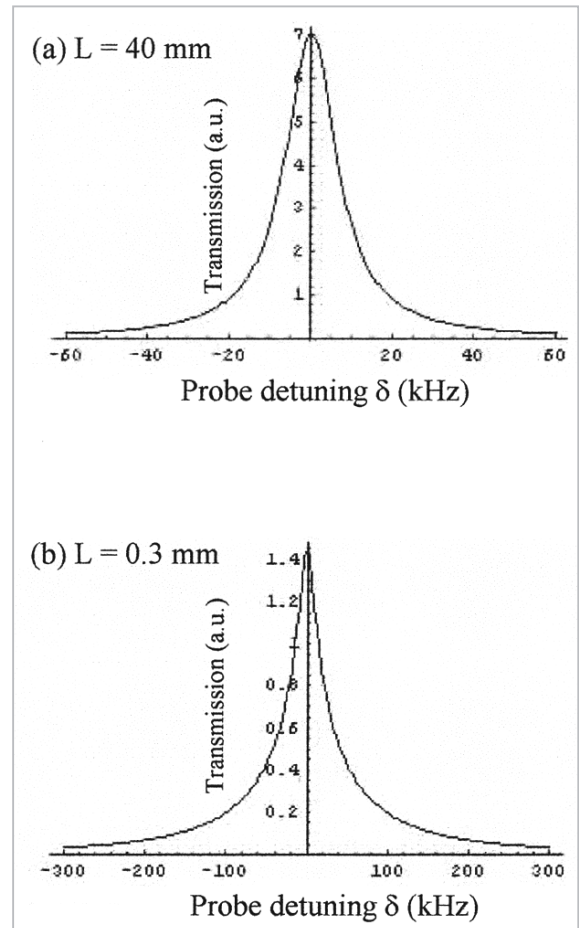 (a) L = 40 mm
Transmission (a.u.)
7
6
5
4
3
2
1
-60 -40 -20 20 40 60
Probe detuning δ (kHz)
(b) L = 0.3 mm
Transmission (a.u.)
1.4
1.2
1
0.8
0.6
0.4
0.2
-300 -200 -100 100 200 300
Probe detuning δ (kHz)